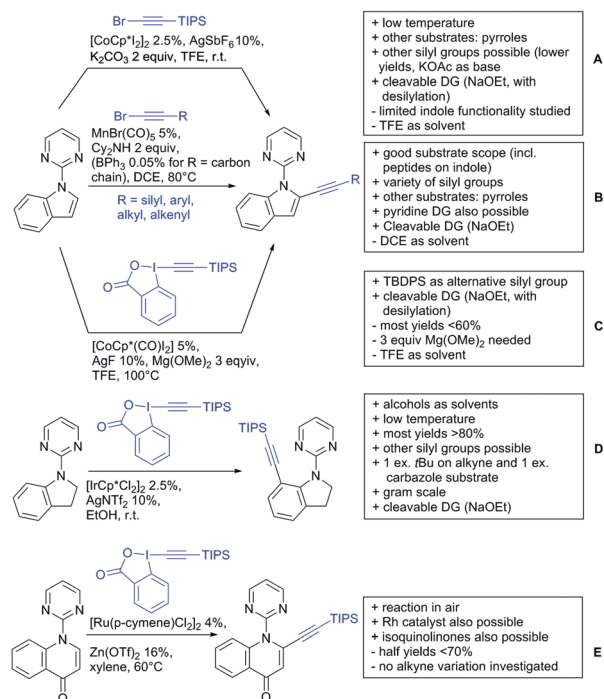 Br TIPS
[CoCp*I2]2 2.5%, AgSbF6 10%,
K2CO3 2 equiv, TFE, r.t.
+ low temperature
+ other substrates: pyrroles
+ other silyl groups possible (lower
yields, KOAc as base
+ cleavable DG (NaOEt, with
desilylation)
- limited indole functionality studied
- TFE as solvent
A
Br R
MnBr(CO)5 5%,
Cy2NH 2 equiv,
(BPh3 0.05% for R = carbon
chain), DCE, 80°C
R = silyl, aryl,
alkyl, alkenyl
N N
N
N N
N
R
+ good substrate scope (incl.
peptides on indole)
+ variety of silyl groups
+ other substrates: pyrroles
+ pyridine DG also possible
+ Cleavable DG (NaOEt)
- DCE as solvent
B
O I TIPS
O
[CoCp*(CO)I2] 5%,
AgF 10%, Mg(OMe)2 3 eqyiv,
TFE, 100°C
+ TBDPS as alternative silyl group
+ cleavable DG (NaOEt, with
desilylation)
- most yields <60%
- 3 equiv Mg(OMe)2 needed
- TFE as solvent
C
O I TIPS
O
N N
N
[IrCp*Cl2]2 2.5%,
AgNTf2 10%,
EtOH, r.t.
TIPS
N N
N
+ alcohols as solvents
+ low temperature
+ most yields >80%
+ other silyl groups possible
+ 1 ex. tBu on alkyne and 1 ex.
carbazole substrate
+ gram scale
+ cleavable DG (NaOEt)
D
O I TIPS
O
N N
N
O
[Ru(p-cymene)Cl2]2 4%,
Zn(OTf)2 16%,
xylene, 60°C
N N
N
TIPS
O
+ reaction in air
+ Rh catalyst also possible
+ isoquinolinones also possible
- half yields <70%
- no alkyne variation investigated
E